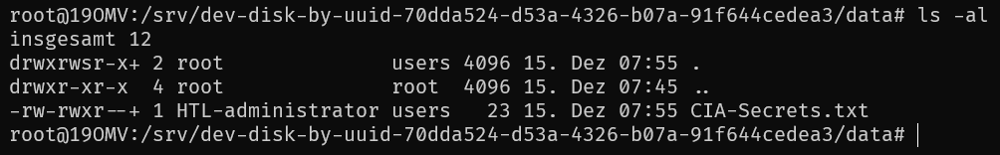 root@19OMV:/srv/dev-disk-by-uuid-70dda524-d53a-4326-b07a-91f644cedea3/data# ls -al
insgesamt 12
drwxrwsr-x+ 2 root              users 4096 15. Dez 07:55 .
drwxr-xr-x  4 root              root  4096 15. Dez 07:45 ..
-rw-rwxr--+ 1 HTL-administrator users   23 15. Dez 07:55 CIA-Secrets.txt
root@19OMV:/srv/dev-disk-by-uuid-70dda524-d53a-4326-b07a-91f644cedea3/data#